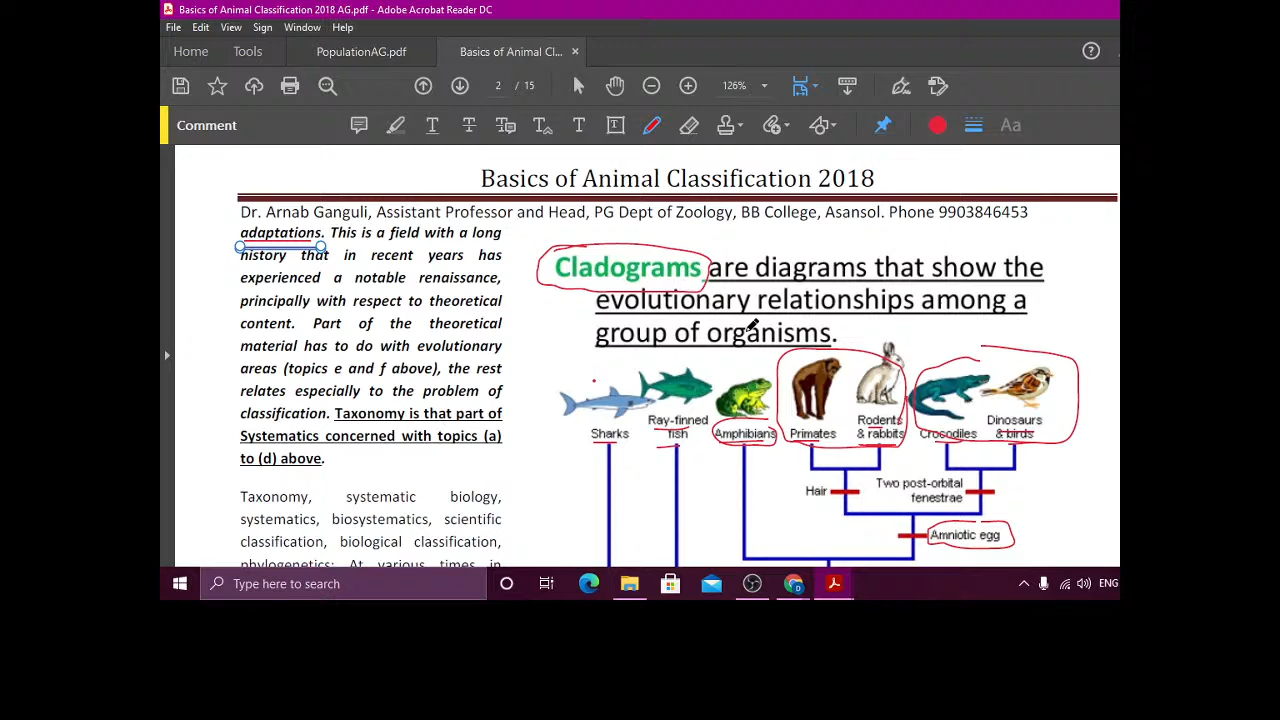 Basics of Animal Classification 2018 AG.pdf - Adobe Acrobat Reader DC
File Edit View Sign Window Help
Home Tools PopulationAG.pdf Basics of Animal Cl... ×
2 / 15 126%
Comment
Basics of Animal Classification 2018
Dr. Arnab Ganguli, Assistant Professor and Head, PG Dept of Zoology, BB College, Asansol. Phone 9903846453
adaptations. This is a field with a long
history that in recent years has
experienced a notable renaissance,
principally with respect to theoretical
content. Part of the theoretical
material has to do with evolutionary
areas (topics e and f above), the rest
relates especially to the problem of
classification. Taxonomy is that part of
Systematics concerned with topics (a)
to (d) above.
Taxonomy, systematic biology,
systematics, biosystematics, scientific
classification, biological classification,
phylogenetics: At various times in
Cladograms are diagrams that show the
evolutionary relationships among a
group of organisms.
Sharks
Ray-finned
fish
Amphibians
Primates
Rodents
& rabbits
Crocodiles
Dinosaurs
& birds
Hair
Two post-orbital
fenestrae
Amniotic egg
Type here to search
ENG